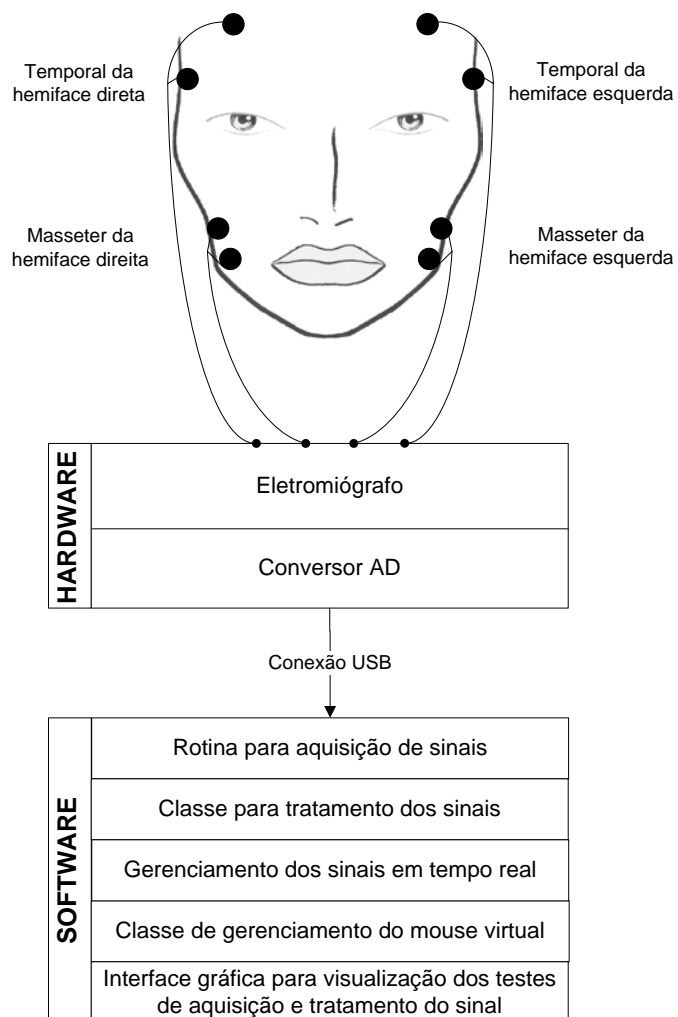 Temporal da
hemiface direta
Temporal da
hemiface esquerda
Masseter da
hemiface direita
Masseter da
hemiface esquerda
HARDWARE
Eletromiógrafo
Conversor AD
Conexão USB
SOFTWARE
Rotina para aquisição de sinais
Classe para tratamento dos sinais
Gerenciamento dos sinais em tempo real
Classe de gerenciamento do mouse virtual
Interface gráfica para visualização dos testes
de aquisição e tratamento do sinal